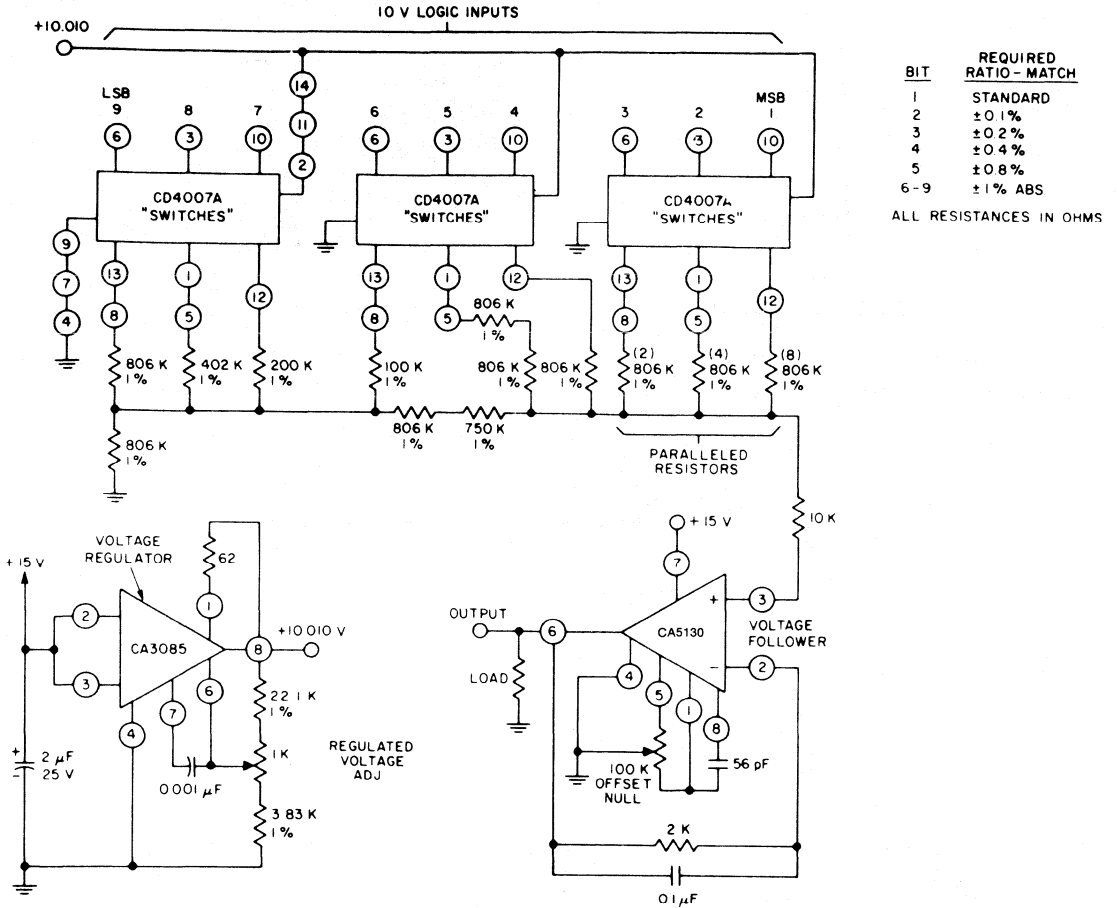 10 V LOGIC INPUTS
+10.010
LSB
9 8 7 6 5 4 3 2
MSB
1
14
11
2
6 3 10 6 3 10 6 3 10
CD4007A
"SWITCHES"
CD4007A
"SWITCHES"
CD4007A
"SWITCHES"
9
7
4
13 1 12 13 1 12 13 1 12
8 5 8 5 8 5
806 K
1%
402 K
1%
200 K
1%
100 K
1%
806 K
1%
806 K
1%
806 K
1%
(2)
806 K
1%
(4)
806 K
1%
(8)
806 K
1%
806 K
1%
806 K
1%
750 K
1%
PARALLELED
RESISTORS
10 K
BIT
REQUIRED
RATIO-MATCH
1 STANDARD
2 ±0.1%
3 ±0.2%
4 ±0.4%
5 ±0.8%
6-9 ±1% ABS
ALL RESISTANCES IN OHMS
+15 V
VOLTAGE
REGULATOR
62
1
2
3
CA3085
8
+10.010 V
6
7
4
22 1 K
1%
1K
0.001 µF
3 83 K
1%
2 µF
25 V
+
-
REGULATED
VOLTAGE
ADJ
+15 V
7
OUTPUT
6
CA5130
+
3
VOLTAGE
FOLLOWER
−
2
LOAD
4
5
1
8
100 K
OFFSET
NULL
56 pF
2 K
0.1 µF